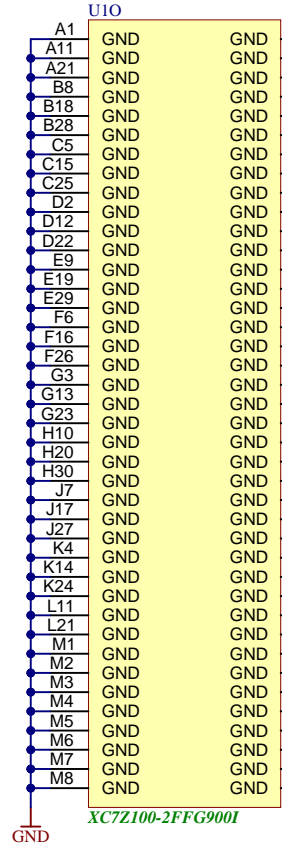 U1O
A1 GND GND
A11 GND GND
A21 GND GND
B8 GND GND
B18 GND GND
B28 GND GND
C5 GND GND
C15 GND GND
C25 GND GND
D2 GND GND
D12 GND GND
D22 GND GND
E9 GND GND
E19 GND GND
E29 GND GND
F6 GND GND
F16 GND GND
F26 GND GND
G3 GND GND
G13 GND GND
G23 GND GND
H10 GND GND
H20 GND GND
H30 GND GND
J7 GND GND
J17 GND GND
J27 GND GND
K4 GND GND
K14 GND GND
K24 GND GND
L11 GND GND
L21 GND GND
M1 GND GND
M2 GND GND
M3 GND GND
M4 GND GND
M5 GND GND
M6 GND GND
M7 GND GND
M8 GND GND
XC7Z100-2FFG900I
GND